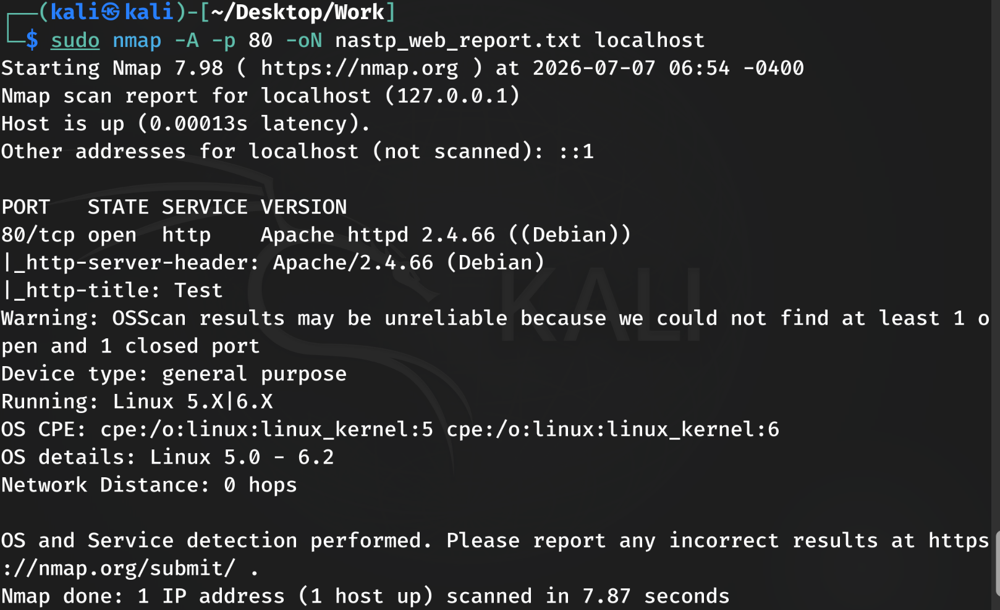 ┌──(kali㉿kali)-[~/Desktop/Work]
└─$ sudo nmap -A -p 80 -oN nastp_web_report.txt localhost
Starting Nmap 7.98 ( https://nmap.org ) at 2026-07-07 06:54 -0400
Nmap scan report for localhost (127.0.0.1)
Host is up (0.00013s latency).
Other addresses for localhost (not scanned): ::1

PORT   STATE SERVICE VERSION
80/tcp open  http    Apache httpd 2.4.66 ((Debian))
|_http-server-header: Apache/2.4.66 (Debian)
|_http-title: Test
Warning: OSScan results may be unreliable because we could not find at least 1 o
pen and 1 closed port
Device type: general purpose
Running: Linux 5.X|6.X
OS CPE: cpe:/o:linux:linux_kernel:5 cpe:/o:linux:linux_kernel:6
OS details: Linux 5.0 - 6.2
Network Distance: 0 hops

OS and Service detection performed. Please report any incorrect results at https
://nmap.org/submit/ .
Nmap done: 1 IP address (1 host up) scanned in 7.87 seconds
KALI